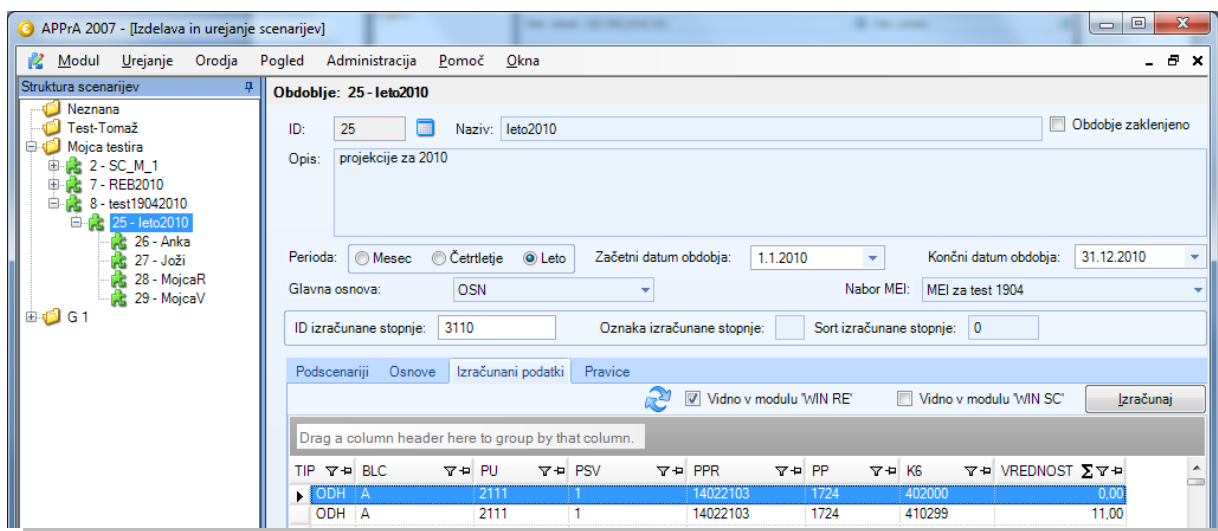 APPrA 2007 - [Izdelava in urejanje scenarijev]
Modul Urejanje Orodja Pogled Administracija Pomoč Okna
Struktura scenarijev
Neznana
Test-Tomaž
Mojca testira
2 - SC_M_1
7 - REB2010
8 - test19042010
25 - leto2010
26 - Anka
27 - Joži
28 - MojcaR
29 - MojcaV
G 1
Obdoblje: 25 - leto2010
ID: 25 Naziv: leto2010 Obdobje zaklenjeno
Opis: projekcije za 2010
Perioda: Mesec Četrtletje Leto Začetni datum obdobja: 1.1.2010 Končni datum obdobja: 31.12.2010
Glavna osnova: OSN Nabor MEI: MEI za test 1904
ID izračunane stopnje: 3110 Oznaka izračunane stopnje: Sort izračunane stopnje: 0
Podscenariji Osnove Izračunani podatki Pravice
Vidno v modulu 'WIN RE' Vidno v modulu 'WIN SC' Izračunaj
Drag a column header here to group by that column.
TIP BLC PU PSV PPR PP K6 VREDNOST Σ
ODH A 2111 1 14022103 1724 402000 0,00
ODH A 2111 1 14022103 1724 410299 11,00